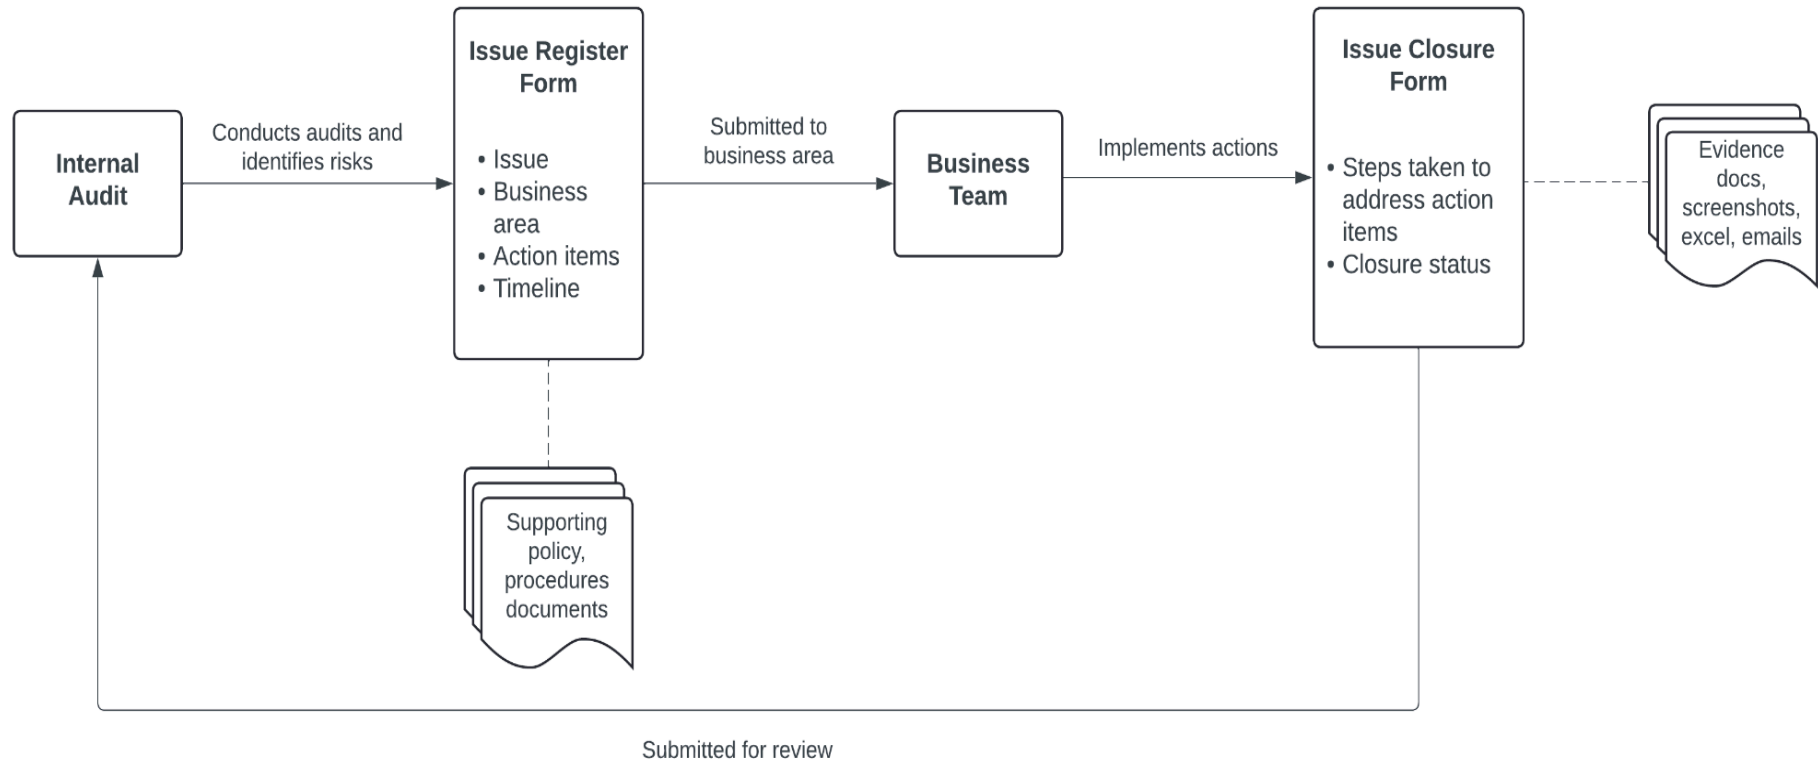 Internal
Audit
Conducts audits and
identifies risks
Issue Register
Form
• Issue
• Business
area
• Action items
• Timeline
Supporting
policy,
procedures
documents
Submitted to
business area
Business
Team
Implements actions
Issue Closure
Form
• Steps taken to
address action
items
• Closure status
Evidence
docs,
screenshots,
excel, emails
Submitted for review